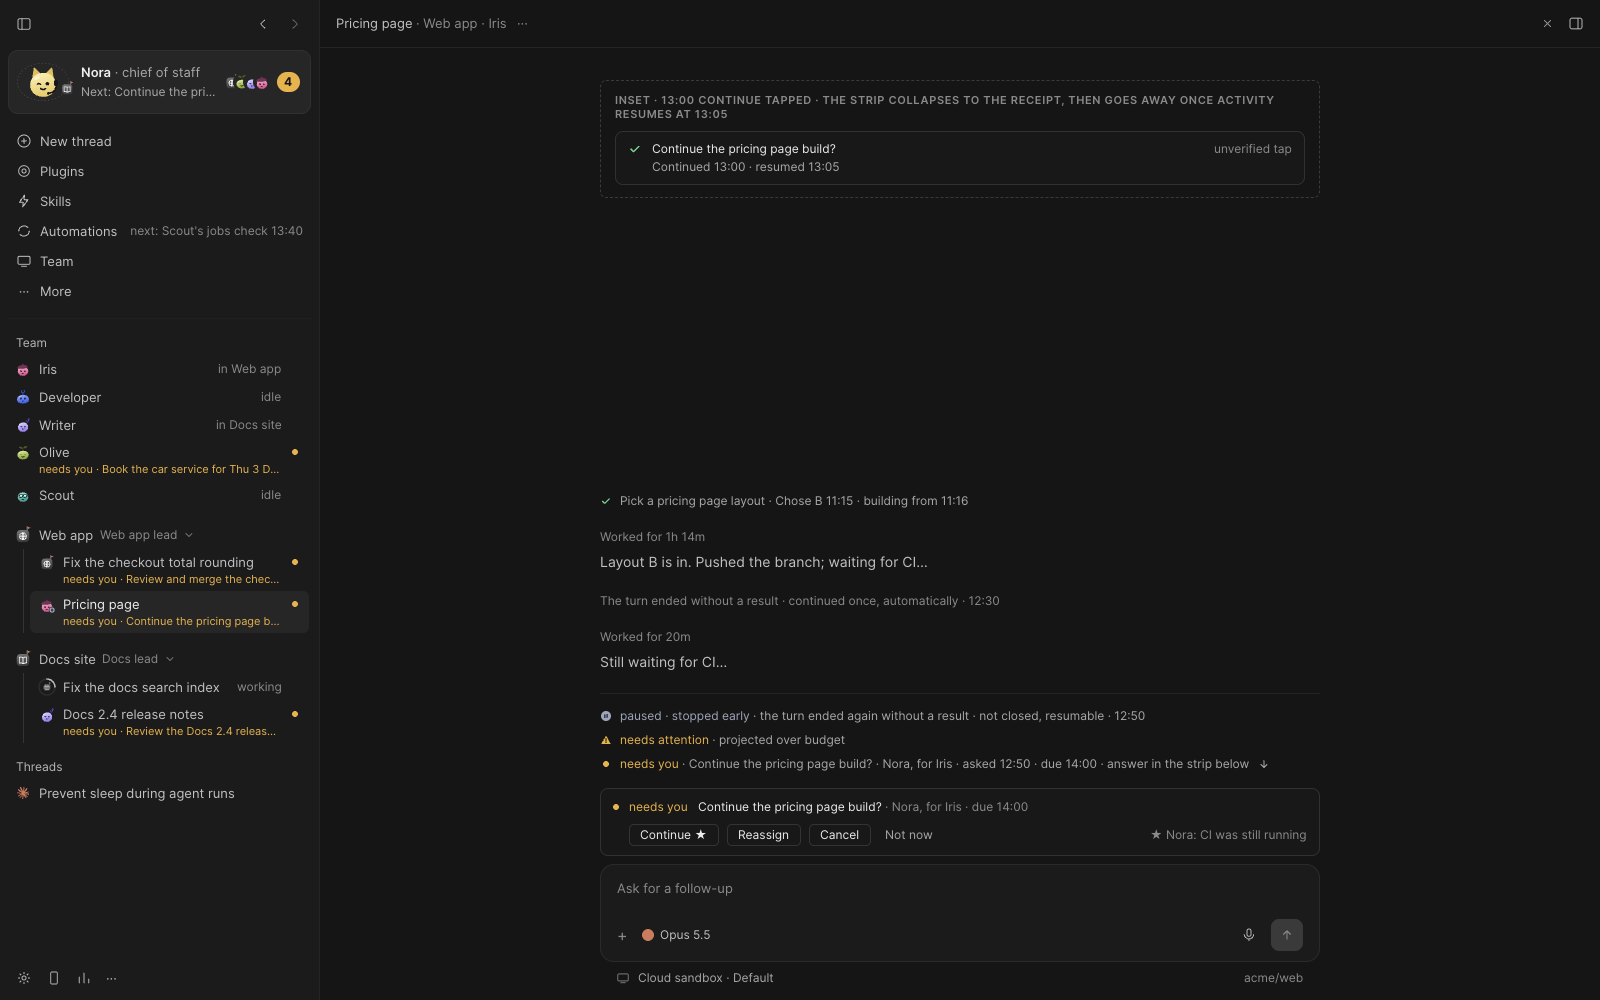 Nora · chief of staff
Next: Continue the pri...
4
New thread
Plugins
Skills
Automations next: Scout's jobs check 13:40
Team
More
Team
Iris in Web app
Developer idle
Writer in Docs site
Olive
needs you · Book the car service for Thu 3 D...
Scout idle
Web app Web app lead
Fix the checkout total rounding
needs you · Review and merge the chec...
Pricing page
needs you · Continue the pricing page b...
Docs site Docs lead
Fix the docs search index working
Docs 2.4 release notes
needs you · Review the Docs 2.4 releas...
Threads
Prevent sleep during agent runs
Pricing page · Web app · Iris ···
INSET · 13:00 CONTINUE TAPPED · THE STRIP COLLAPSES TO THE RECEIPT, THEN GOES AWAY ONCE ACTIVITY
RESUMES AT 13:05
Continue the pricing page build? unverified tap
Continued 13:00 · resumed 13:05
Pick a pricing page layout · Chose B 11:15 · building from 11:16
Worked for 1h 14m
Layout B is in. Pushed the branch; waiting for CI...
The turn ended without a result · continued once, automatically · 12:30
Worked for 20m
Still waiting for CI...
paused · stopped early · the turn ended again without a result · not closed, resumable · 12:50
needs attention · projected over budget
needs you · Continue the pricing page build? · Nora, for Iris · asked 12:50 · due 14:00 · answer in the strip below ↓
needs you Continue the pricing page build? · Nora, for Iris · due 14:00
Continue ★ Reassign Cancel Not now ★ Nora: CI was still running
Ask for a follow-up
+ Opus 5.5
Cloud sandbox · Default acme/web